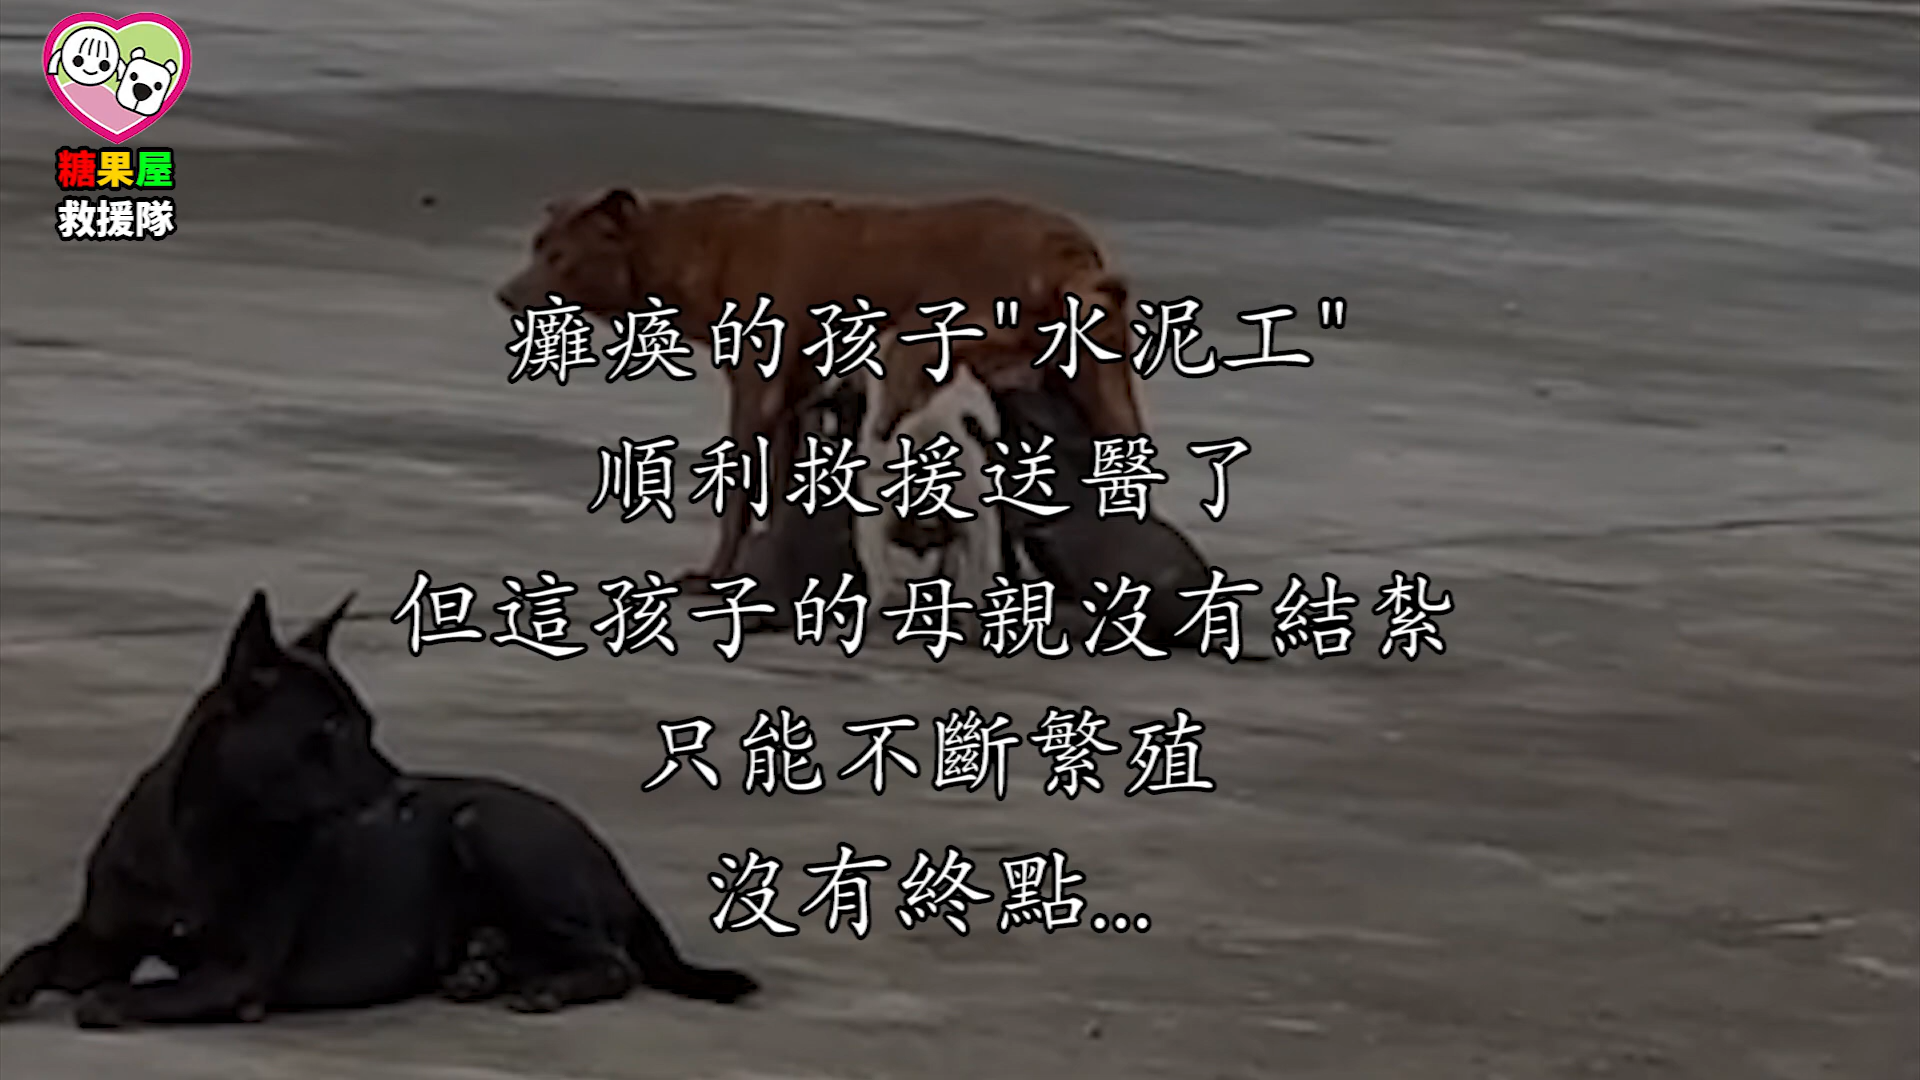 糖果屋
救援隊
癱瘓的孩子"水泥工"
順利救援送醫了
但這孩子的母親沒有結紮
只能不斷繁殖
沒有終點...